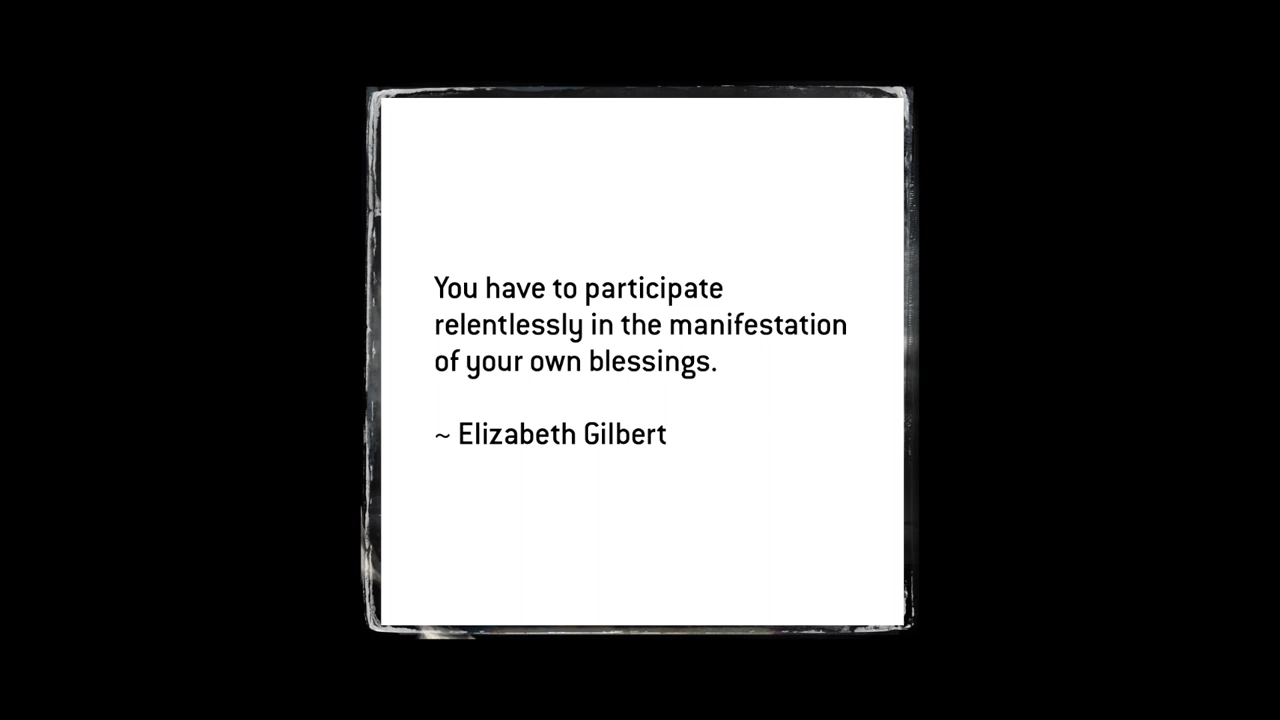 You have to participate
relentlessly in the manifestation
of your own blessings.
~ Elizabeth Gilbert